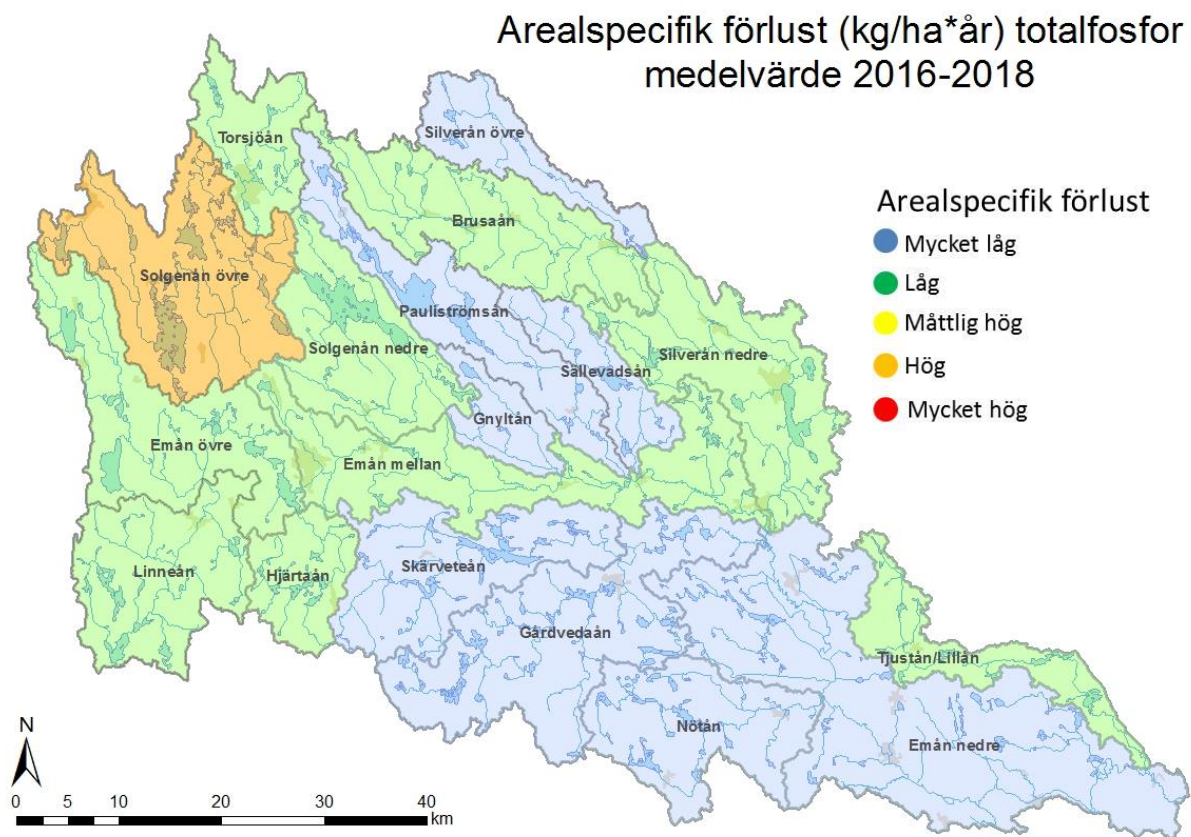 Arealspecifik förlust (kg/ha*år) totalfosfor
medelvärde 2016-2018
Silverån övre
Torsjöån
Brusaån
Solgenån övre
Pauliströmsån
Solgenån nedre
Silverån nedre
Sällevadsån
Gnyltån
Emån övre
Emån mellan
Linneån
Hjärtaån
Skärveteån
Gårdvedaån
Tjustån/Lillån
Nötån
Emån nedre
Arealspecifik förlust
Mycket låg
Låg
Måttlig hög
Hög
Mycket hög
N
0 5 10 20 30 40
km